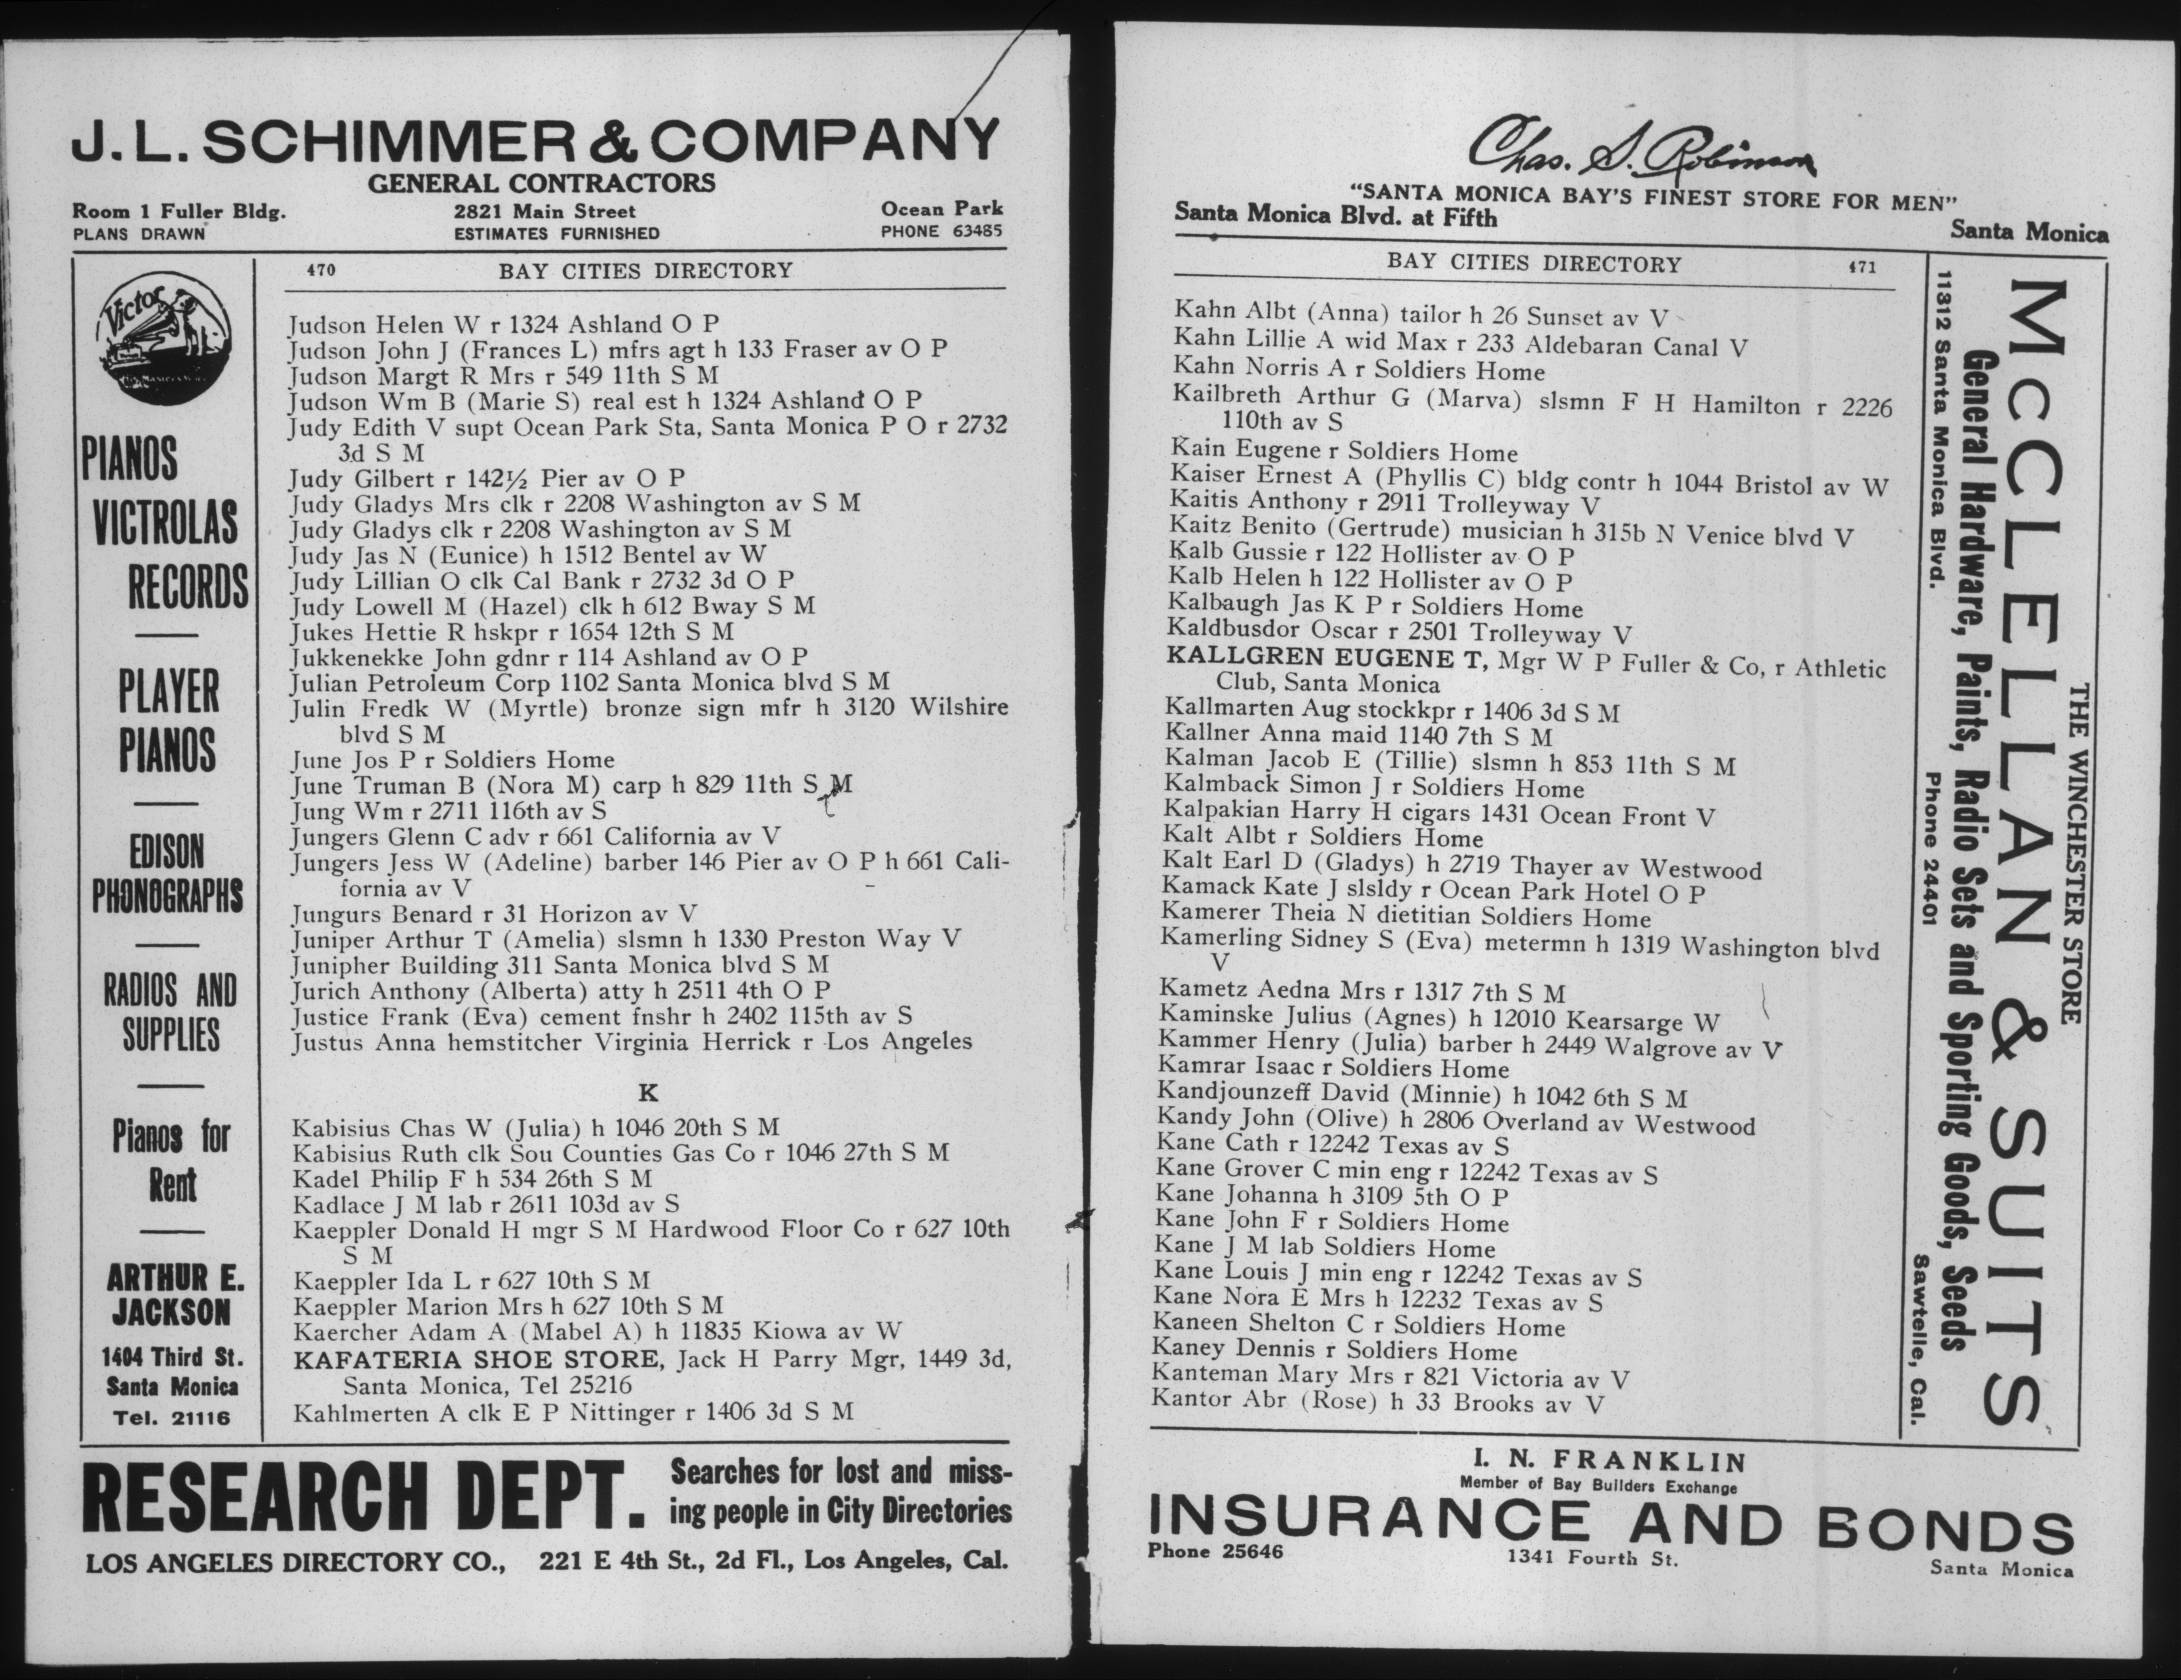 J. L. SCHIMMER & COMPANY
GENERAL CONTRACTORS
Room 1 Fuller Bldg. 2821 Main Street Ocean Park
PLANS DRAWN ESTIMATES FURNISHED PHONE 63485
Victor
PIANOS
VICTROLAS
RECORDS
PLAYER
PIANOS
EDISON
PHONOGRAPHS
RADIOS AND
SUPPLIES
Pianos for
Rent
ARTHUR E.
JACKSON
1404 Third St.
Santa Monica
Tel. 21116
470 BAY CITIES DIRECTORY
Judson Helen W r 1324 Ashland O P
Judson John J (Frances L) mfrs agt h 133 Fraser av O P
Judson Margt R Mrs r 549 11th S M
Judson Wm B (Marie S) real est h 1324 Ashland O P
Judy Edith V supt Ocean Park Sta, Santa Monica P O r 2732
3d S M
Judy Gilbert r 142½ Pier av O P
Judy Gladys Mrs clk r 2208 Washington av S M
Judy Gladys clk r 2208 Washington av S M
Judy Jas N (Eunice) h 1512 Bentel av W
Judy Lillian O clk Cal Bank r 2732 3d O P
Judy Lowell M (Hazel) clk h 612 Bway S M
Jukes Hettie R hskpr r 1654 12th S M
Jukkenekke John gdnr r 114 Ashland av O P
Julian Petroleum Corp 1102 Santa Monica blvd S M
Julin Fredk W (Myrtle) bronze sign mfr h 3120 Wilshire
blvd S M
June Jos P r Soldiers Home
June Truman B (Nora M) carp h 829 11th S M
Jung Wm r 2711 116th av S
Jungers Glenn C adv r 661 California av V
Jungers Jess W (Adeline) barber 146 Pier av O P h 661 Cali-
fornia av V
Jungurs Benard r 31 Horizon av V
Juniper Arthur T (Amelia) slsmn h 1330 Preston Way V
Junipher Building 311 Santa Monica blvd S M
Jurich Anthony (Alberta) atty h 2511 4th O P
Justice Frank (Eva) cement fnshr h 2402 115th av S
Justus Anna hemstitcher Virginia Herrick r Los Angeles
K
Kabisius Chas W (Julia) h 1046 20th S M
Kabisius Ruth clk Sou Counties Gas Co r 1046 27th S M
Kadel Philip F h 534 26th S M
Kadlace J M lab r 2611 103d av S
Kaeppler Donald H mgr S M Hardwood Floor Co r 627 10th
S M
Kaeppler Ida L r 627 10th S M
Kaeppler Marion Mrs h 627 10th S M
Kaercher Adam A (Mabel A) h 11835 Kiowa av W
KAFATERIA SHOE STORE, Jack H Parry Mgr, 1449 3d,
Santa Monica, Tel 25216
Kahlmerten A clk E P Nittinger r 1406 3d S M
RESEARCH DEPT. Searches for lost and miss-
ing people in City Directories
LOS ANGELES DIRECTORY CO., 221 E 4th St., 2d Fl., Los Angeles, Cal.
Chas. S. Robinson
"SANTA MONICA BAY'S FINEST STORE FOR MEN"
Santa Monica Blvd. at Fifth Santa Monica
BAY CITIES DIRECTORY 471
Kahn Albt (Anna) tailor h 26 Sunset av V
Kahn Lillie A wid Max r 233 Aldebaran Canal V
Kahn Norris A r Soldiers Home
Kailbreth Arthur G (Marva) slsmn F H Hamilton r 2226
110th av S
Kain Eugene r Soldiers Home
Kaiser Ernest A (Phyllis C) bldg contr h 1044 Bristol av W
Kaitis Anthony r 2911 Trolleyway V
Kaitz Benito (Gertrude) musician h 315b N Venice blvd V
Kalb Gussie r 122 Hollister av O P
Kalb Helen h 122 Hollister av O P
Kalbaugh Jas K P r Soldiers Home
Kaldbusdor Oscar r 2501 Trolleyway V
KALLGREN EUGENE T, Mgr W P Fuller & Co, r Athletic
Club, Santa Monica
Kallmarten Aug stockkpr r 1406 3d S M
Kallner Anna maid 1140 7th S M
Kalman Jacob E (Tillie) slsmn h 853 11th S M
Kalmback Simon J r Soldiers Home
Kalpakian Harry H cigars 1431 Ocean Front V
Kalt Albt r Soldiers Home
Kalt Earl D (Gladys) h 2719 Thayer av Westwood
Kamack Kate J slsldy r Ocean Park Hotel O P
Kamerer Theia N dietitian Soldiers Home
Kamerling Sidney S (Eva) metermn h 1319 Washington blvd
V
Kametz Aedna Mrs r 1317 7th S M
Kaminske Julius (Agnes) h 12010 Kearsarge W
Kammer Henry (Julia) barber h 2449 Walgrove av V
Kamrar Isaac r Soldiers Home
Kandjounzeff David (Minnie) h 1042 6th S M
Kandy John (Olive) h 2806 Overland av Westwood
Kane Cath r 12242 Texas av S
Kane Grover C min eng r 12242 Texas av S
Kane Johanna h 3109 5th O P
Kane John F r Soldiers Home
Kane J M lab Soldiers Home
Kane Louis J min eng r 12242 Texas av S
Kane Nora E Mrs h 12232 Texas av S
Kaneen Shelton C r Soldiers Home
Kaney Dennis r Soldiers Home
Kanteman Mary Mrs r 821 Victoria av V
Kantor Abr (Rose) h 33 Brooks av V
THE WINCHESTER STORE
McCLELLAN & SUITS
General Hardware, Paints, Radio Sets and Sporting Goods, Seeds
11312 Santa Monica Blvd. Phone 24401 Sawtelle, Cal.
I. N. FRANKLIN
Member of Bay Builders Exchange
INSURANCE AND BONDS
Phone 25646 1341 Fourth St. Santa Monica